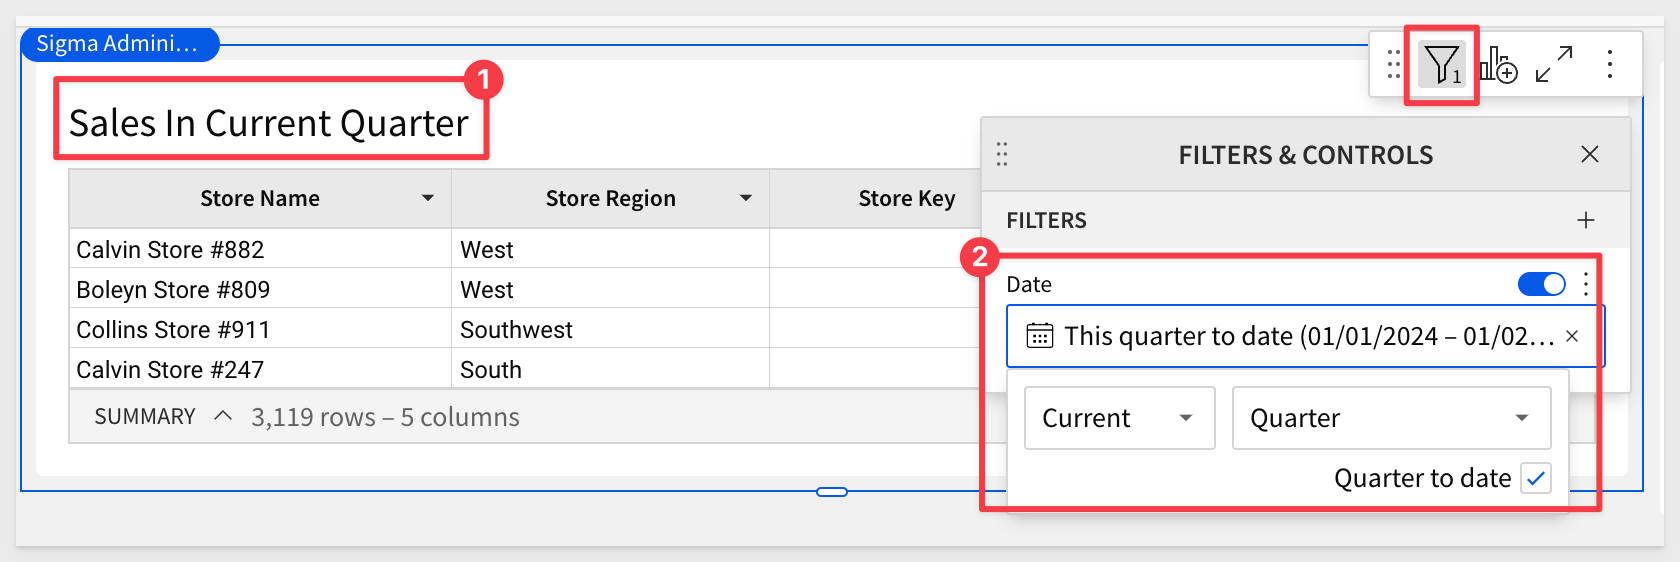 Sigma Admini...
1
Sales In Current Quarter
1
FILTERS & CONTROLS
Store Name Store Region Store Key
FILTERS
Calvin Store #882 West
2
Date
Boleyn Store #809 West
Collins Store #911 Southwest
This quarter to date (01/01/2024 – 01/02...
Calvin Store #247 South
SUMMARY 3,119 rows – 5 columns
Current Quarter
Quarter to date